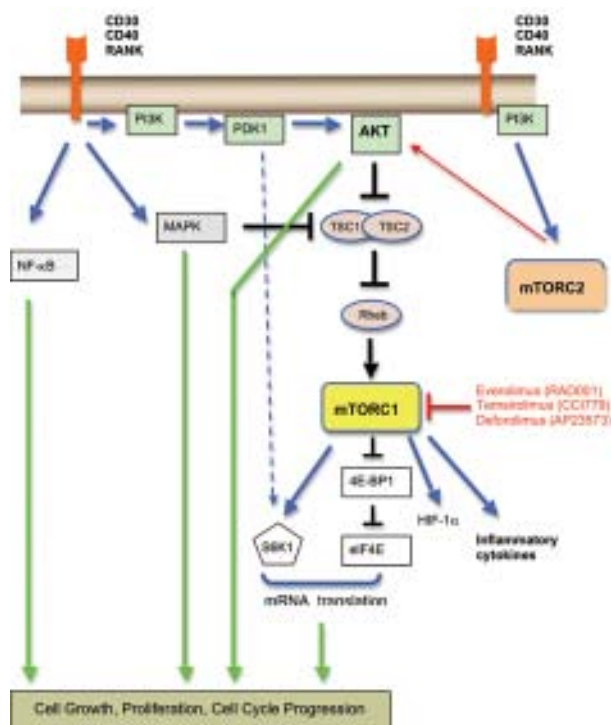 CD30
CD40
RANK
CD30
CD40
RANK
PI3K
PDK1
AKT
PI3K
MAPK
TSC1
TSC2
NF-κB
mTORC2
Rheb
mTORC1
Everolimus (RAD001)
Temsirolimus (CCI779)
Deforolimus (AP23573)
4E-BP1
HIF-1α
Inflammatory
cytokines
S6K1
eIF4E
mRNA translation
Cell Growth, Proliferation, Cell Cycle Progression